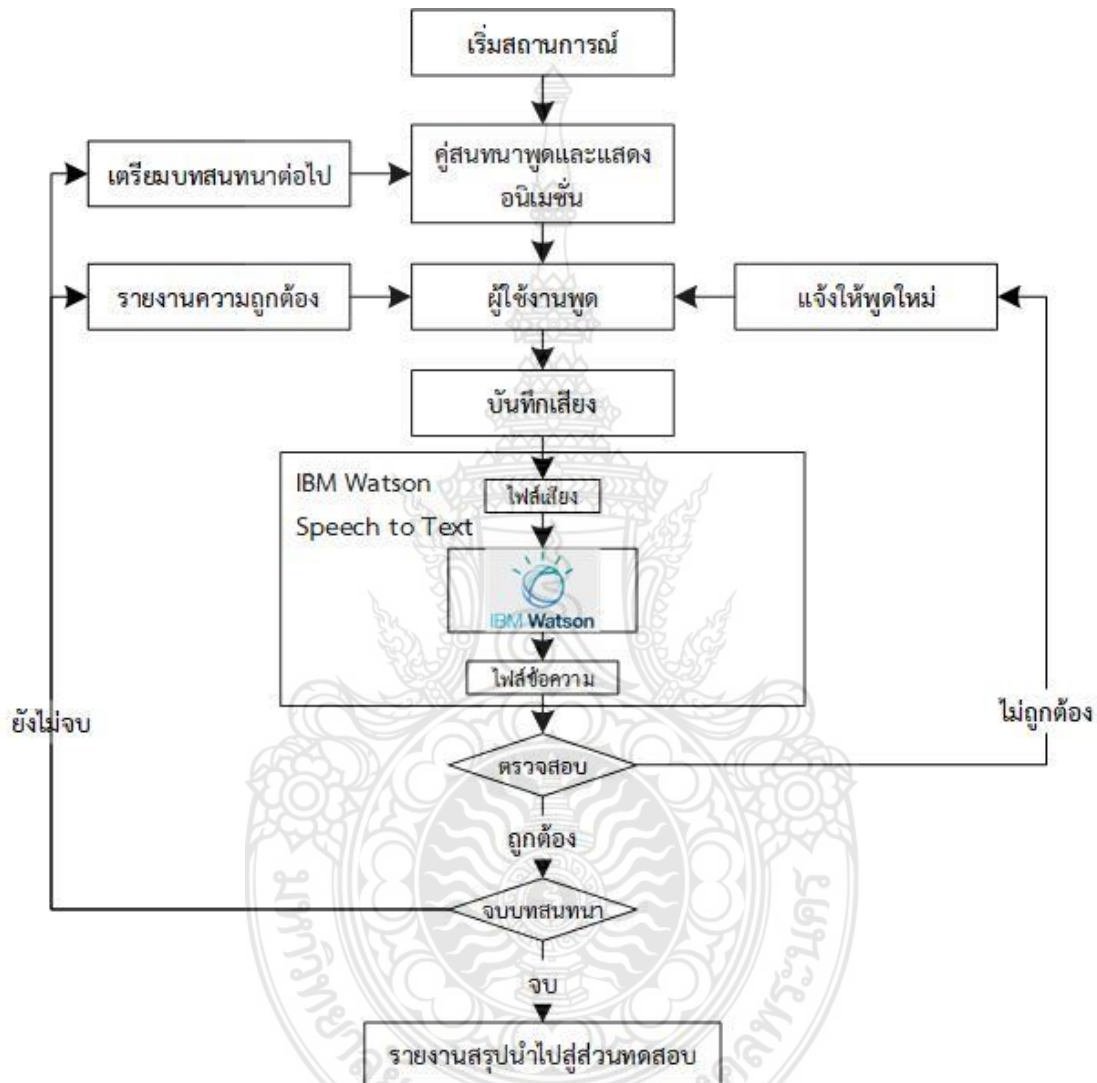 เริ่มสถานการณ์
เตรียมบทสนทนาต่อไป
คู่สนทนาพูดและแสดง
อนิเมชั่น
รายงานความถูกต้อง
ผู้ใช้งานพูด
แจ้งให้พูดใหม่
บันทึกเสียง
IBM Watson
Speech to Text
ไฟล์เสียง
IBM Watson
ไฟล์ข้อความ
ยังไม่จบ
ไม่ถูกต้อง
ตรวจสอบ
ถูกต้อง
จบบทสนทนา
จบ
รายงานสรุปนำไปสู่ส่วนทดสอบ